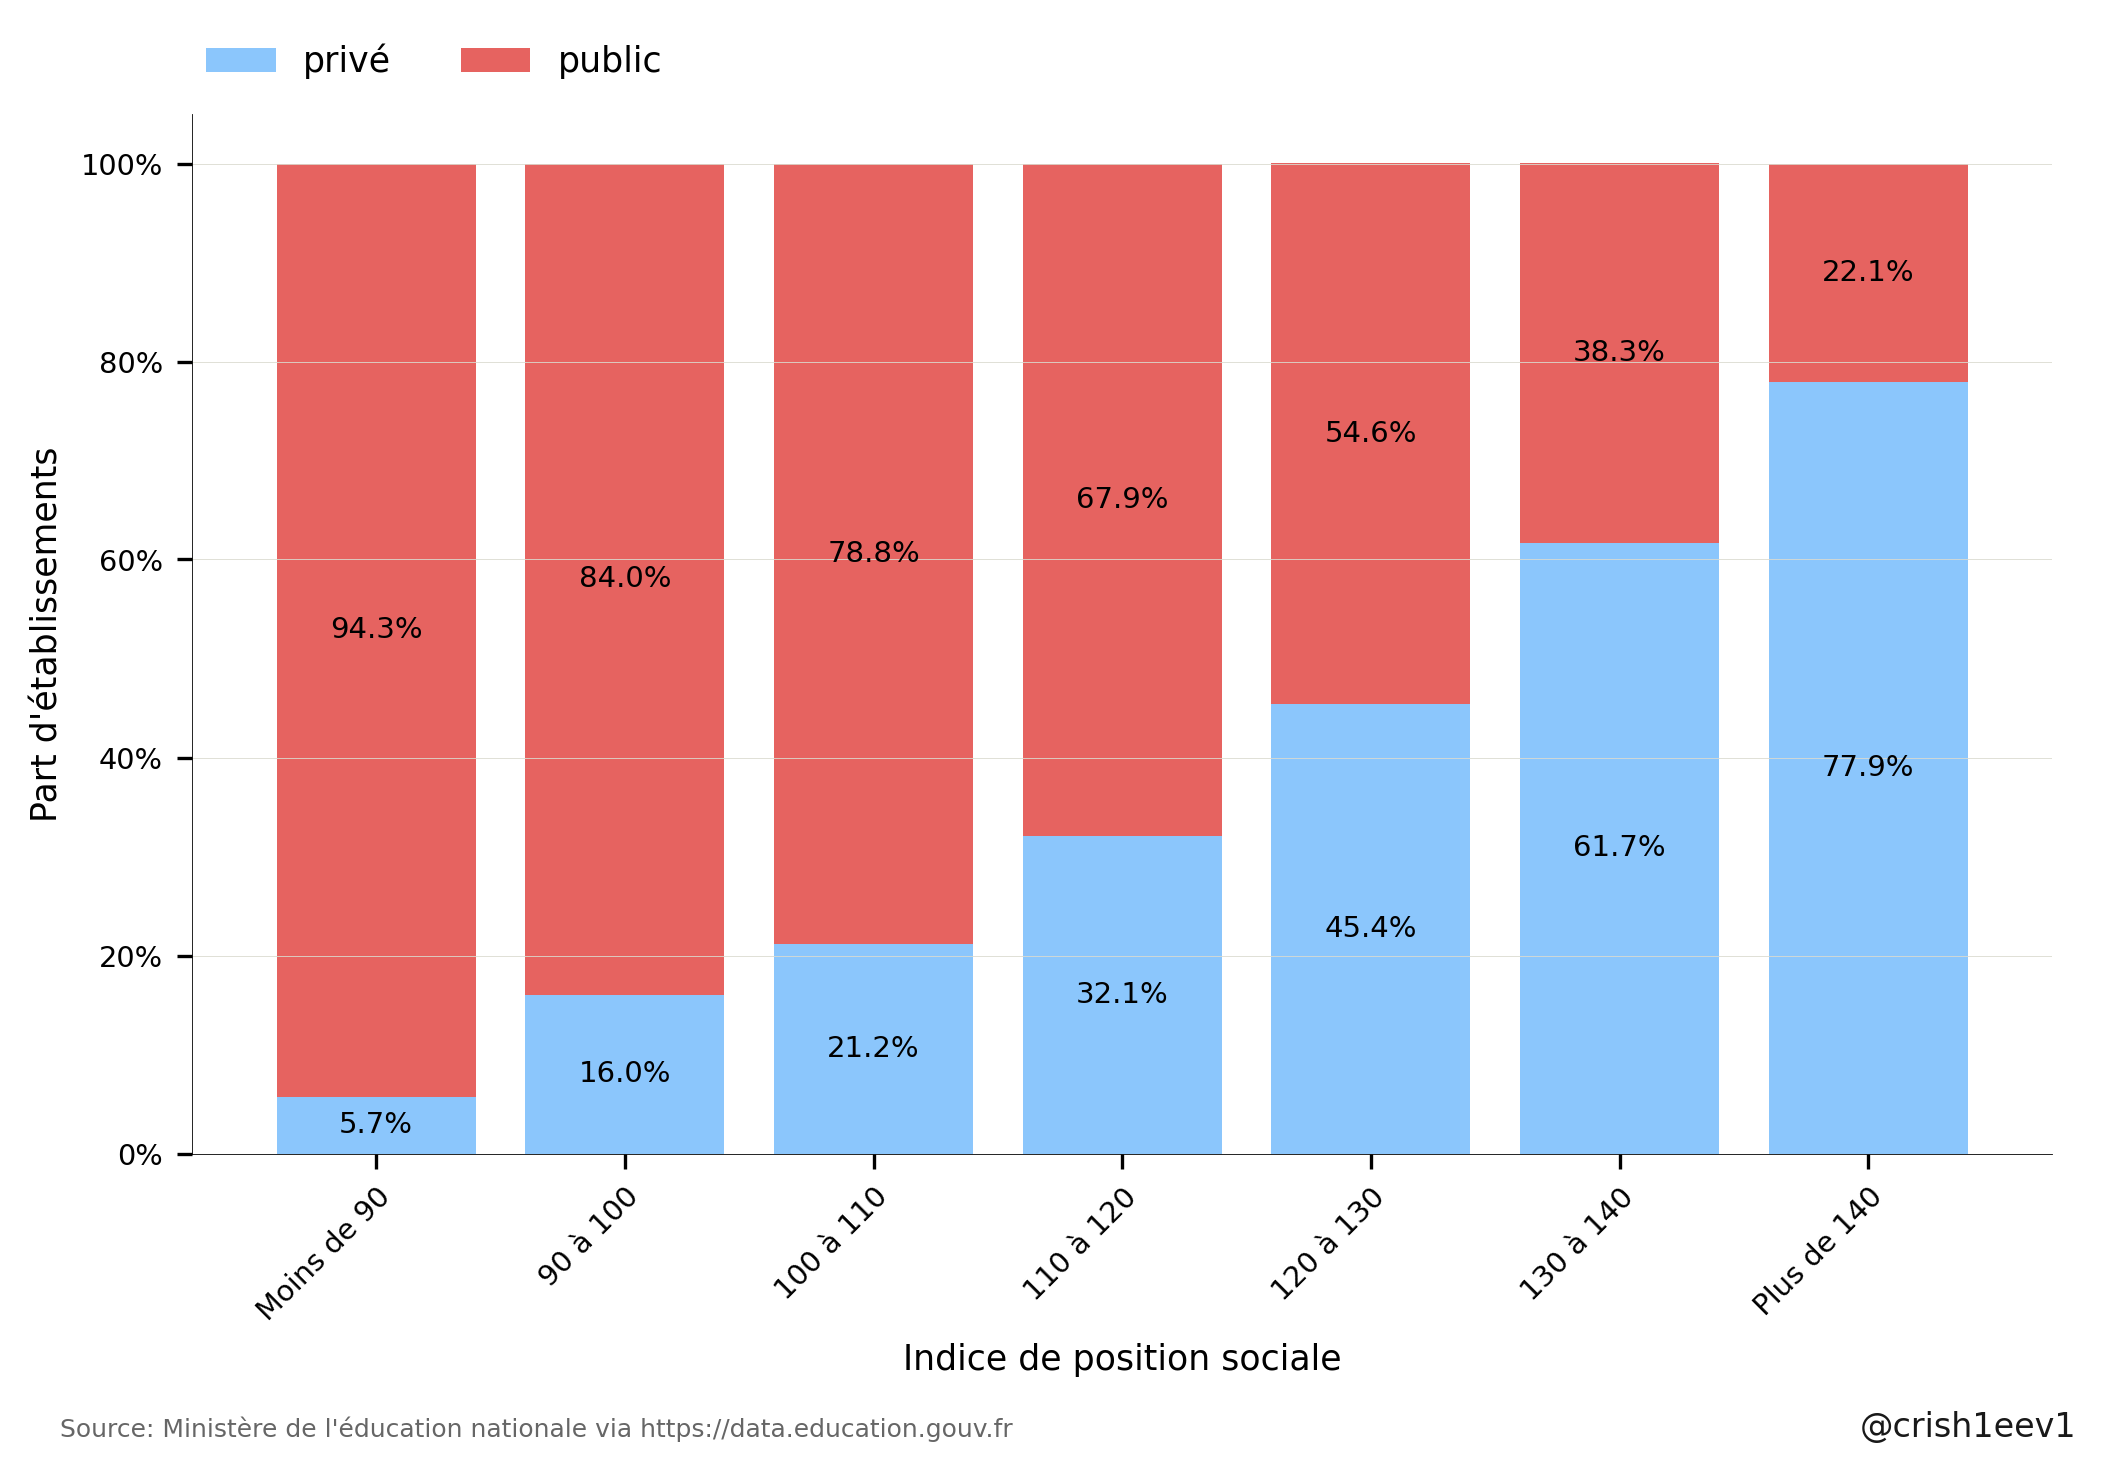 privé public
100%
80%
60%
40%
20%
0%
Part d'établissements
94.3%
84.0%
78.8%
67.9%
54.6%
38.3%
22.1%
5.7%
16.0%
21.2%
32.1%
45.4%
61.7%
77.9%
Moins de 90
90 à 100
100 à 110
110 à 120
120 à 130
130 à 140
Plus de 140
Indice de position sociale
Source: Ministère de l'éducation nationale via https://data.education.gouv.fr
@crish1eev1